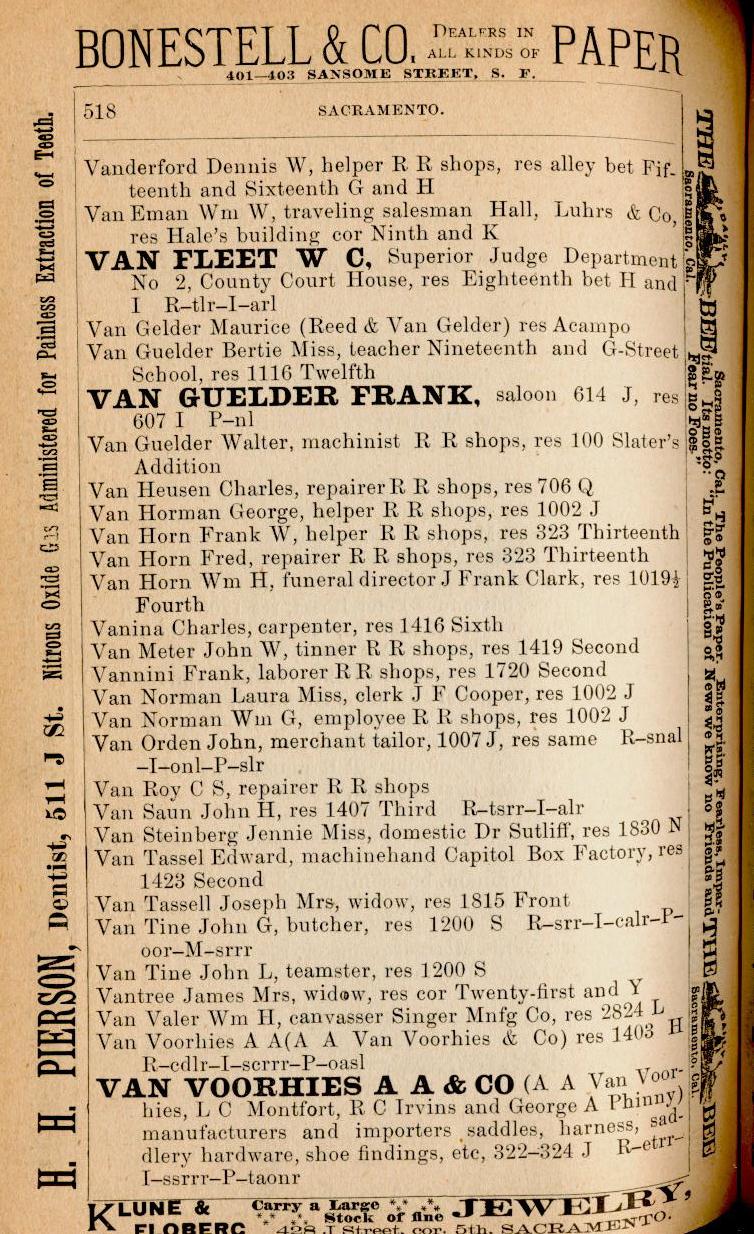 BONESTELL & CO. DEALERS IN ALL KINDS OF PAPER
401—403 SANSOME STREET, S. F.
518 SACRAMENTO.
Vanderford Dennis W, helper R R shops, res alley bet Fif-
teenth and Sixteenth G and H
Van Eman Wm W, traveling salesman Hall, Luhrs & Co,
res Hale's building cor Ninth and K
VAN FLEET W C, Superior Judge Department
No 2, County Court House, res Eighteenth bet H and
I R-tlr-I-arl
Van Gelder Maurice (Reed & Van Gelder) res Acampo
Van Guelder Bertie Miss, teacher Nineteenth and G-Street
School, res 1116 Twelfth
VAN GUELDER FRANK, saloon 614 J, res
607 I P-nl
Van Guelder Walter, machinist R R shops, res 100 Slater's
Addition
Van Heusen Charles, repairer R R shops, res 706 Q
Van Horman George, helper R R shops, res 1002 J
Van Horn Frank W, helper R R shops, res 323 Thirteenth
Van Horn Fred, repairer R R shops, res 323 Thirteenth
Van Horn Wm H, funeral director J Frank Clark, res 1019½
Fourth
Vanina Charles, carpenter, res 1416 Sixth
Van Meter John W, tinner R R shops, res 1419 Second
Vannini Frank, laborer R R shops, res 1720 Second
Van Norman Laura Miss, clerk J F Cooper, res 1002 J
Van Norman Wm G, employee R R shops, res 1002 J
Van Orden John, merchant tailor, 1007 J, res same R-snal
-I-onl-P-slr
Van Roy C S, repairer R R shops
Van Saun John H, res 1407 Third R-tsrr-I-alr
Van Steinberg Jennie Miss, domestic Dr Sutliff, res 1830 N
Van Tassel Edward, machinehand Capitol Box Factory, res
1423 Second
Van Tassell Joseph Mrs, widow, res 1815 Front
Van Tine John G, butcher, res 1200 S R-srr-I-calr-P-
oor-M-srrr
Van Tine John L, teamster, res 1200 S
Vantree James Mrs, widow, res cor Twenty-first and Y
Van Valer Wm H, canvasser Singer Mnfg Co, res 2824 L
Van Voorhies A A (A A Van Voorhies & Co) res 1403 H
R-cdlr-I-scrrr-P-oasl
VAN VOORHIES A A & CO (A A Van Voor-
hies, L C Montfort, R C Irvins and George A Phinny)
manufacturers and importers saddles, harness, sad-
dlery hardware, shoe findings, etc, 322–324 J R-etrr-
I-ssrrr-P-taonr
KLUNE & FLOBERG Carry a Large Stock of fine JEWELRY,
428 J Street, cor. 5th, SACRAMENTO.
H. H. PIERSON, Dentist, 511 J St. Nitrous Oxide Gas Administered for Painless Extraction of Teeth.
THE DAILY BEE
Sacramento, Cal.
Sacramento, Cal. The People's Paper. Enterprising, Fearless, Impar-
tial. Its motto: "In the Publication of News we know no Friends and
Fear no Foes."
THE DAILY BEE
Sacramento, Cal.